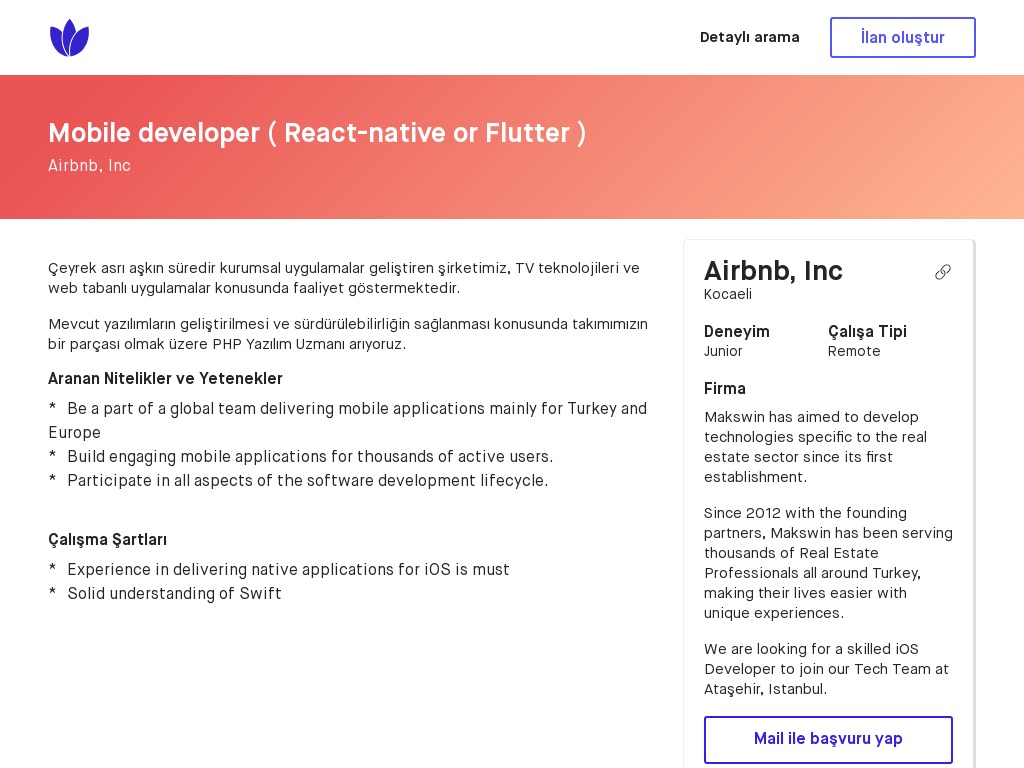 Detaylı arama
İlan oluştur
Mobile developer ( React-native or Flutter )
Airbnb, Inc
Çeyrek asrı aşkın süredir kurumsal uygulamalar geliştiren şirketimiz, TV teknolojileri ve
web tabanlı uygulamalar konusunda faaliyet göstermektedir.
Mevcut yazılımların geliştirilmesi ve sürdürülebilirliğin sağlanması konusunda takımımızın
bir parçası olmak üzere PHP Yazılım Uzmanı arıyoruz.
Aranan Nitelikler ve Yetenekler
* Be a part of a global team delivering mobile applications mainly for Turkey and
Europe
* Build engaging mobile applications for thousands of active users.
* Participate in all aspects of the software development lifecycle.
Çalışma Şartları
* Experience in delivering native applications for iOS is must
* Solid understanding of Swift
Airbnb, Inc
Kocaeli
Deneyim
Junior
Çalışa Tipi
Remote
Firma
Makswin has aimed to develop
technologies specific to the real
estate sector since its first
establishment.
Since 2012 with the founding
partners, Makswin has been serving
thousands of Real Estate
Professionals all around Turkey,
making their lives easier with
unique experiences.
We are looking for a skilled iOS
Developer to join our Tech Team at
Ataşehir, Istanbul.
Mail ile başvuru yap